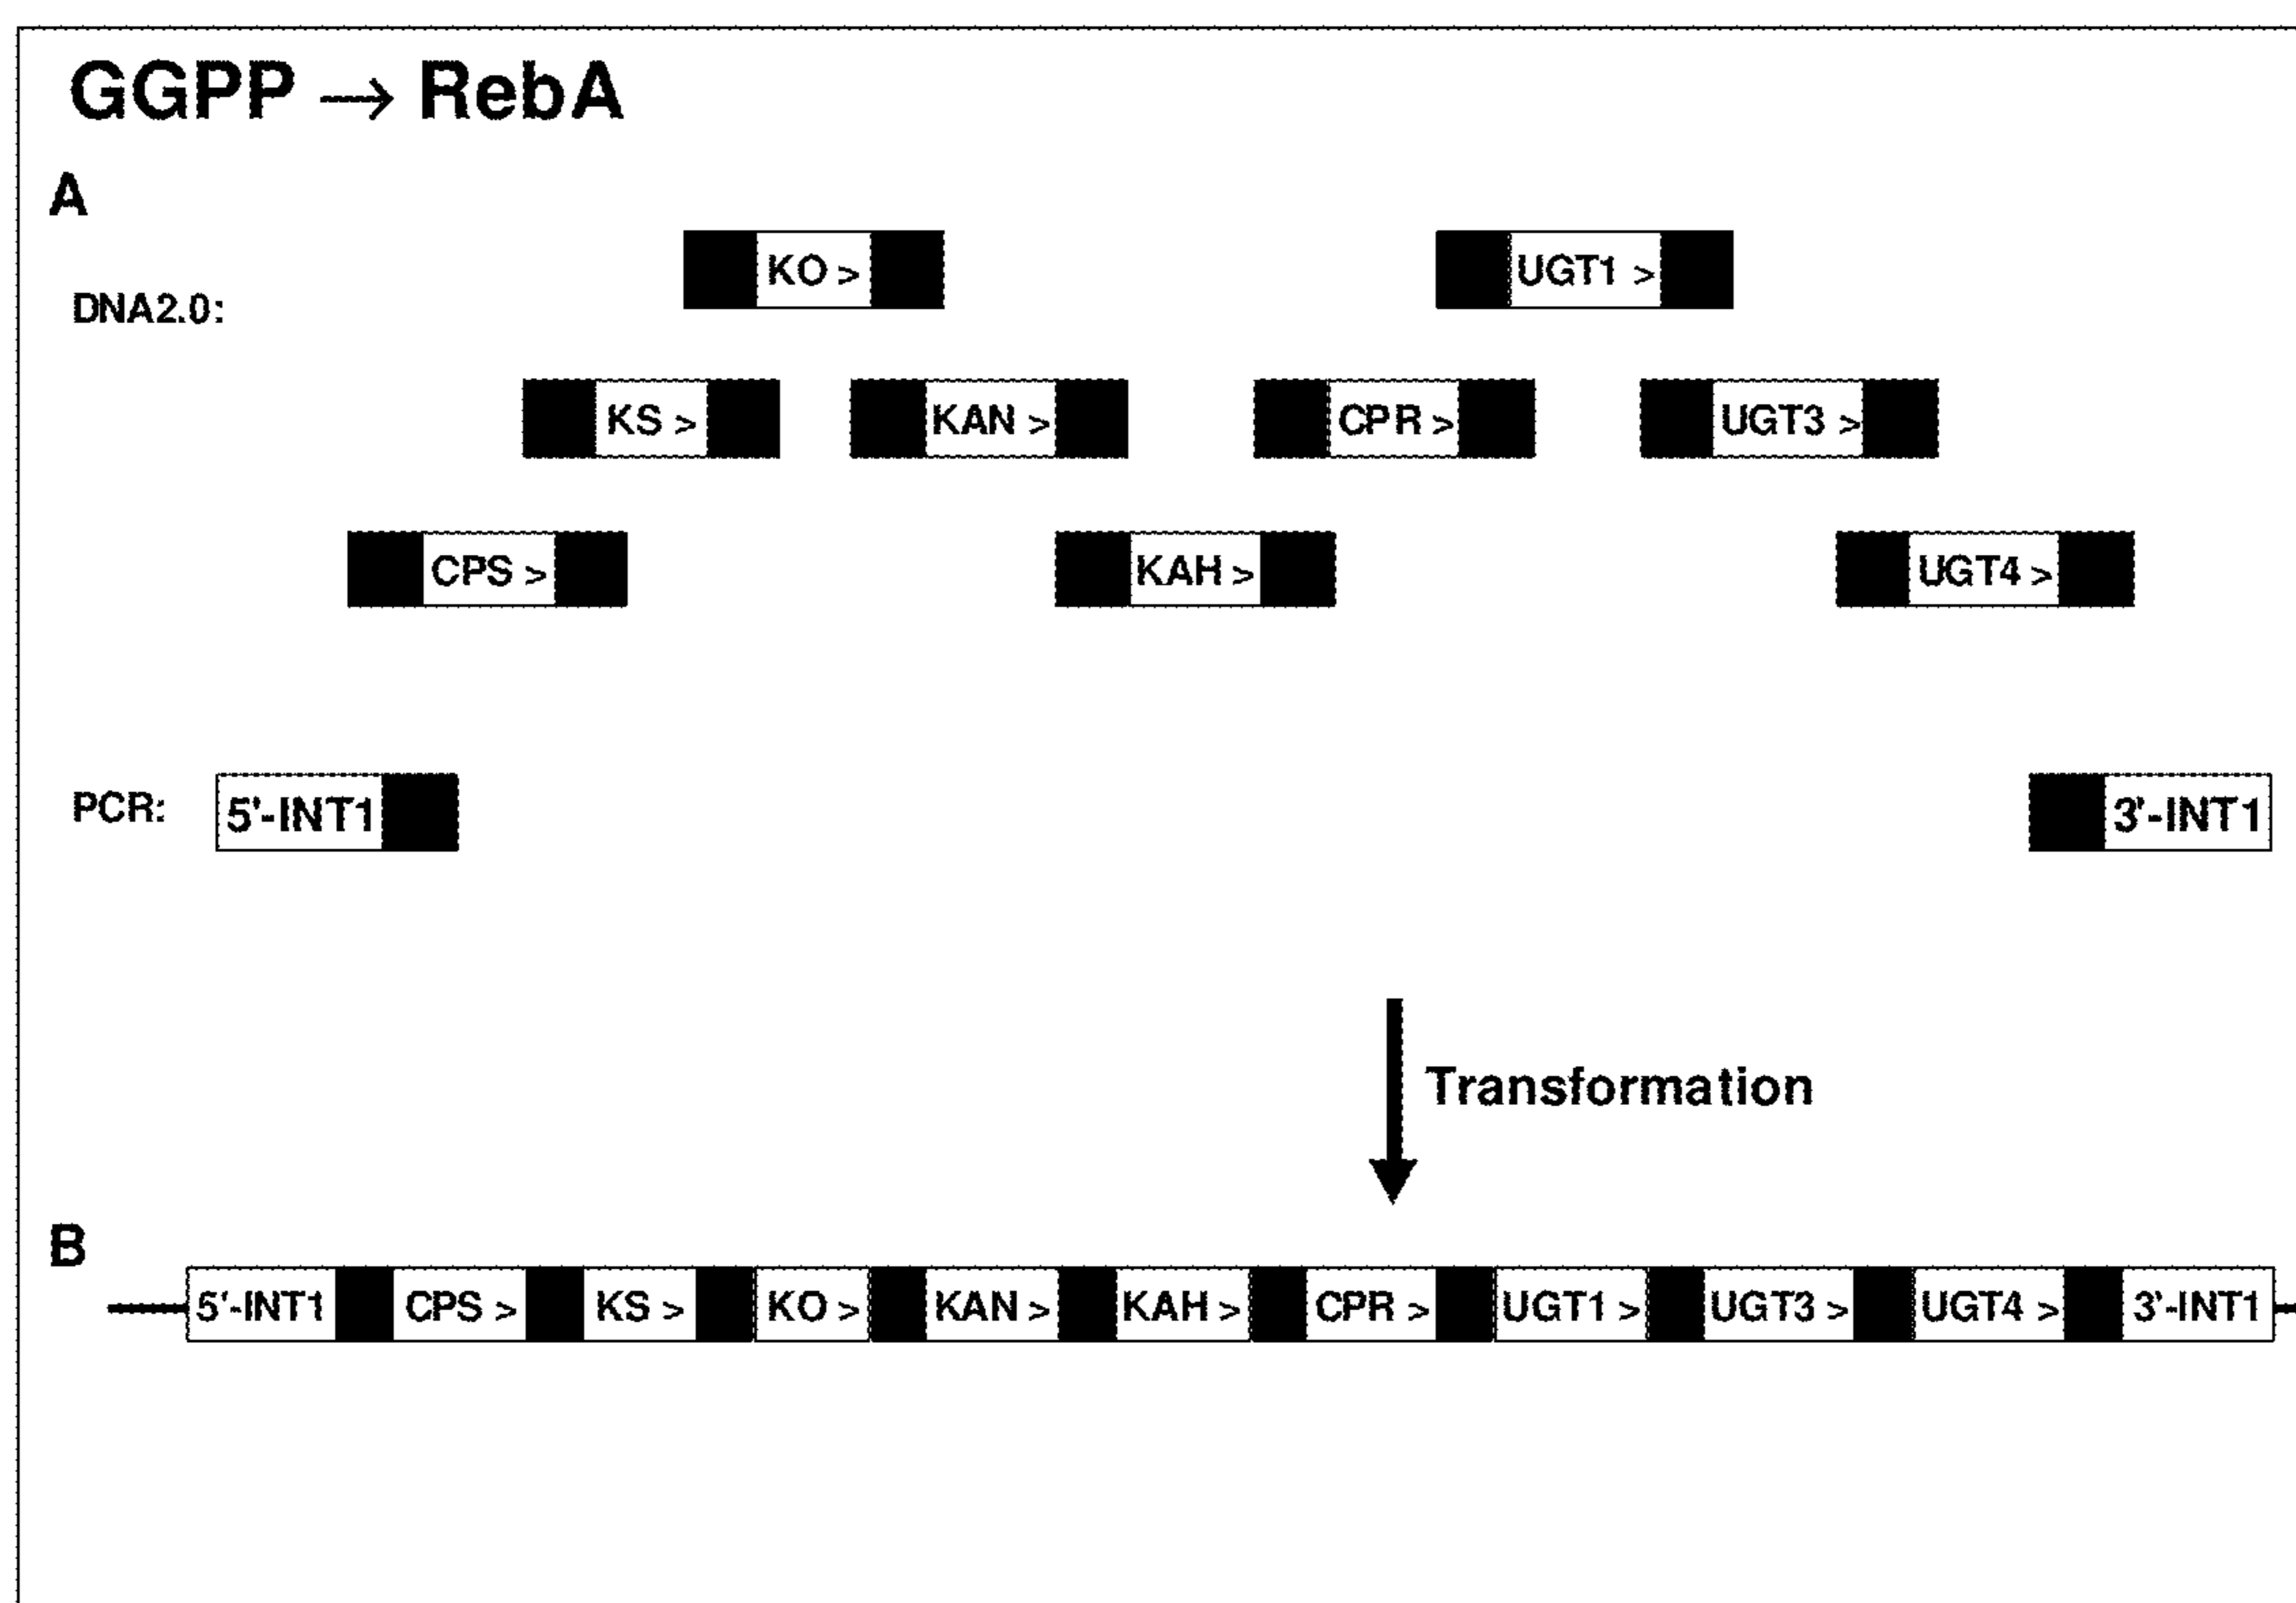 GGPP → RebA
A
DNA2.0:
KO > UGT1 >
KS > KAN > CPR > UGT3 >
CPS > KAH > UGT4 >
PCR: 5'-INT1 3'-INT1
Transformation
B
5'-INT1 CPS > KS > KO > KAN > KAH > CPR > UGT1 > UGT3 > UGT4 > 3'-INT1